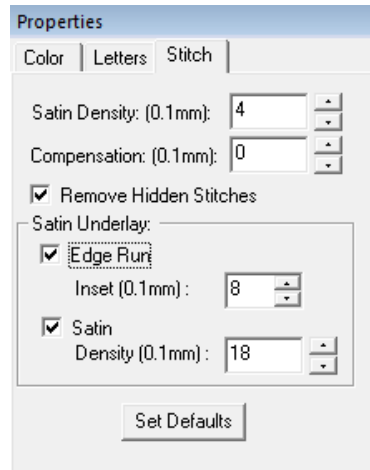 Properties
Color Letters Stitch
Satin Density: (0.1mm): 4
Compensation: (0.1mm): 0
Remove Hidden Stitches
Satin Underlay:
Edge Run
Inset (0.1mm) : 8
Satin
Density (0.1mm) : 18
Set Defaults